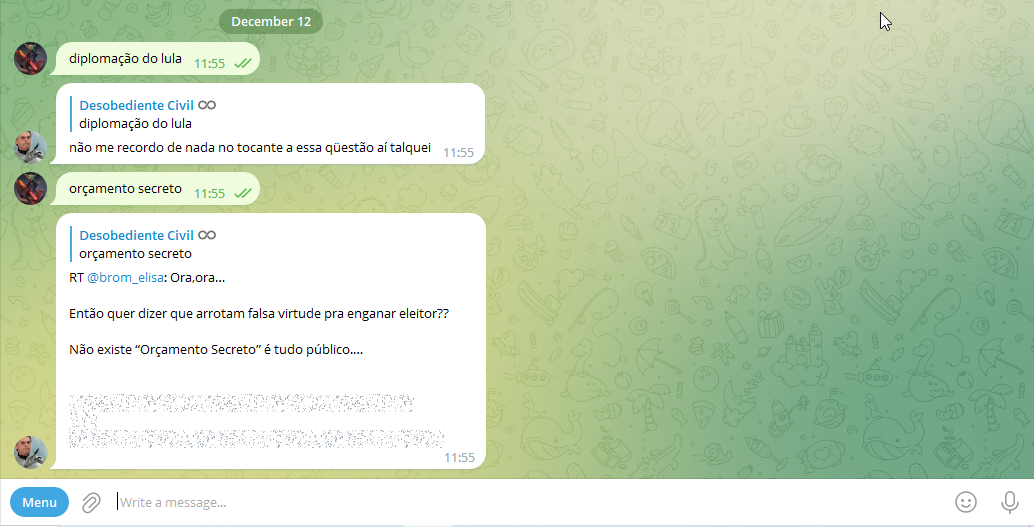 December 12
diplomação do lula 11:55
Desobediente Civil
diplomação do lula
não me recordo de nada no tocante a essa qüestão aí talquei 11:55
orçamento secreto 11:55
Desobediente Civil
orçamento secreto
RT @brom_elisa: Ora,ora...
Então quer dizer que arrotam falsa virtude pra enganar eleitor??
Não existe “Orçamento Secreto” é tudo público....
11:55
Menu Write a message...